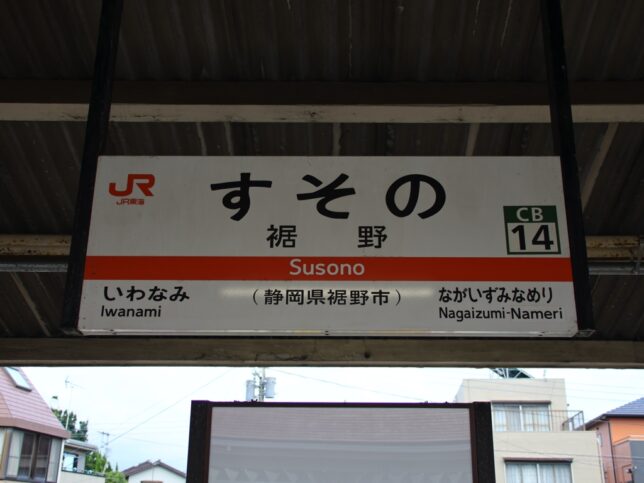 JR
JR東海
すその
裾 野
CB
14
Susono
いわなみ
Iwanami
（静岡県裾野市）
ながいずみなめり
Nagaizumi-Nameri